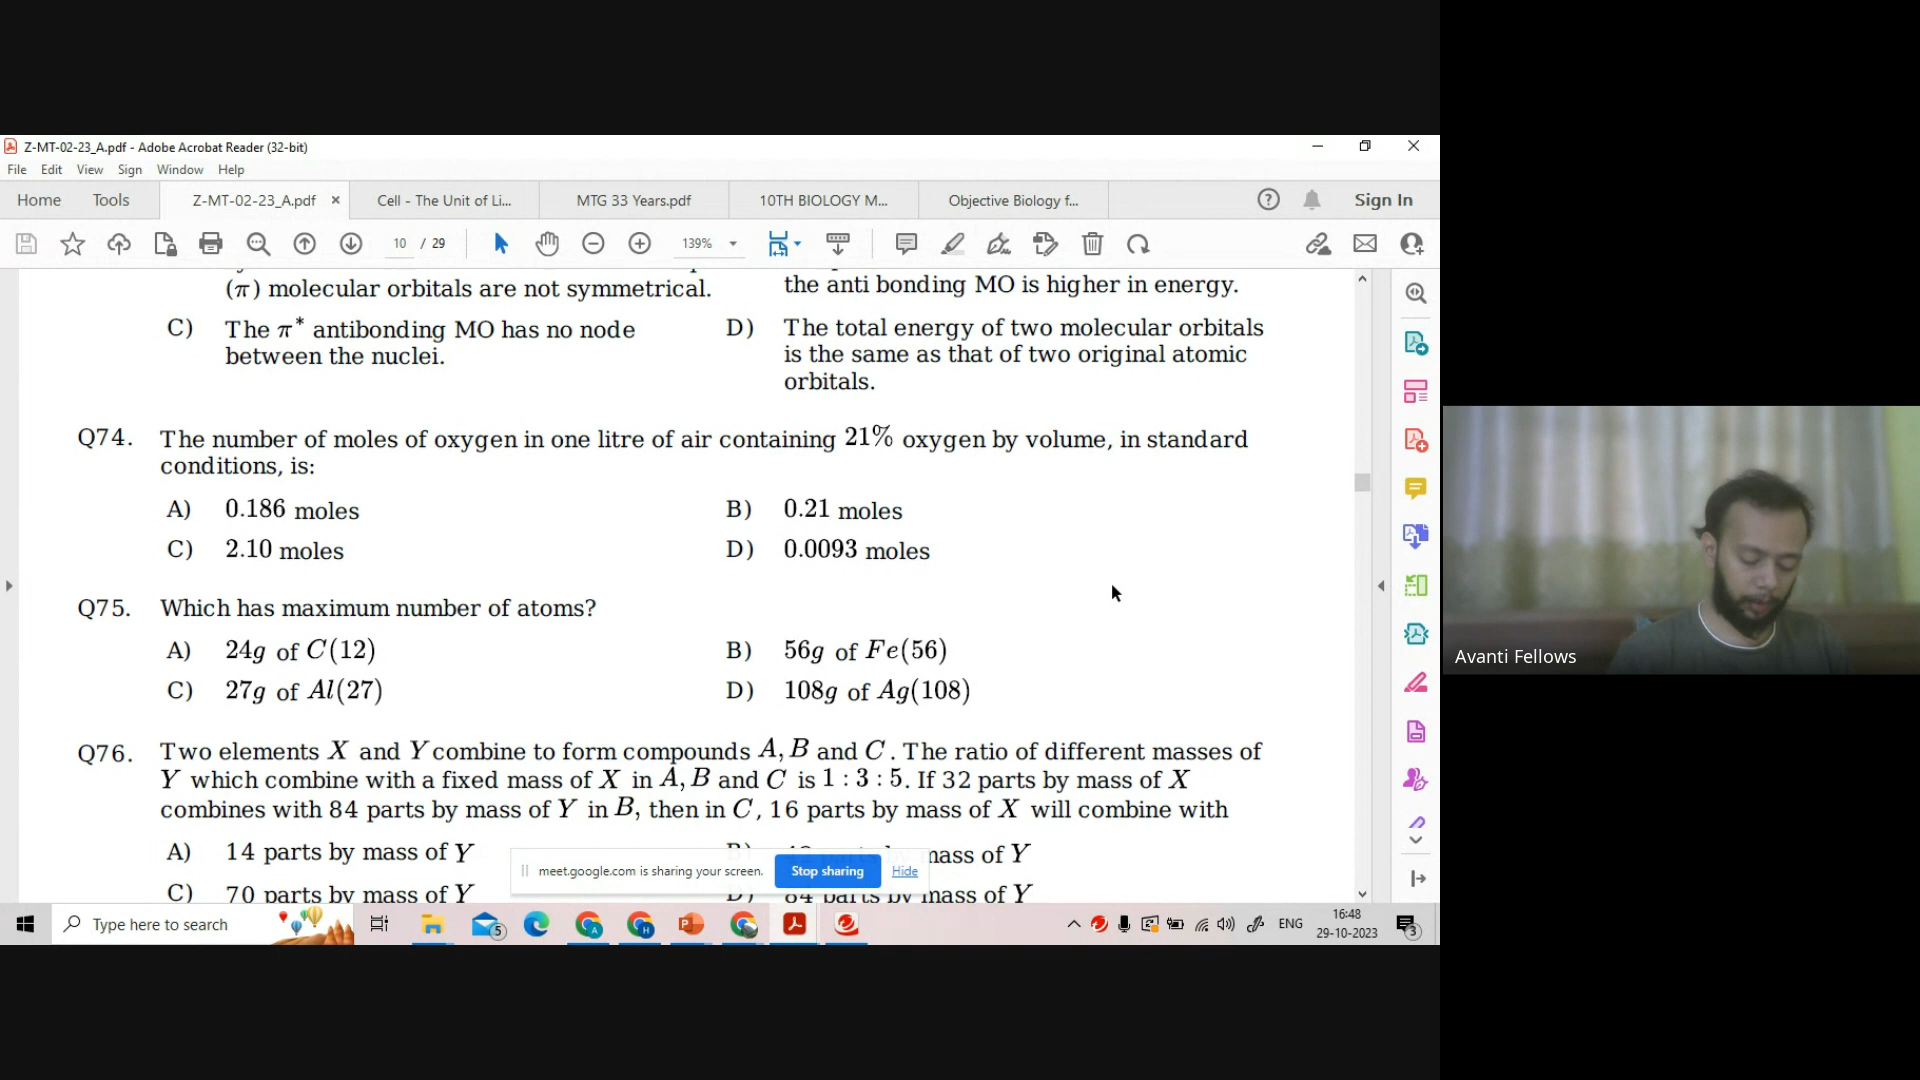 Z-MT-02-23_A.pdf - Adobe Acrobat Reader (32-bit)
File Edit View Sign Window Help
Home Tools Z-MT-02-23_A.pdf × Cell - The Unit of Li... MTG 33 Years.pdf 10TH BIOLOGY M... Objective Biology f... Sign In
10 / 29 139%
(π) molecular orbitals are not symmetrical.
the anti bonding MO is higher in energy.
C) The π* antibonding MO has no node
between the nuclei.
D) The total energy of two molecular orbitals
is the same as that of two original atomic
orbitals.
Q74. The number of moles of oxygen in one litre of air containing 21% oxygen by volume, in standard
conditions, is:
A) 0.186 moles B) 0.21 moles
C) 2.10 moles D) 0.0093 moles
Q75. Which has maximum number of atoms?
A) 24g of C(12) B) 56g of Fe(56)
C) 27g of Al(27) D) 108g of Ag(108)
Q76. Two elements X and Y combine to form compounds A, B and C. The ratio of different masses of
Y which combine with a fixed mass of X in A, B and C is 1 : 3 : 5. If 32 parts by mass of X
combines with 84 parts by mass of Y in B, then in C, 16 parts by mass of X will combine with
A) 14 parts by mass of Y mass of Y
C) 70 parts by mass of Y mass of Y
meet.google.com is sharing your screen. Stop sharing Hide
Type here to search 5 ENG 16:48
29-10-2023 3
Avanti Fellows